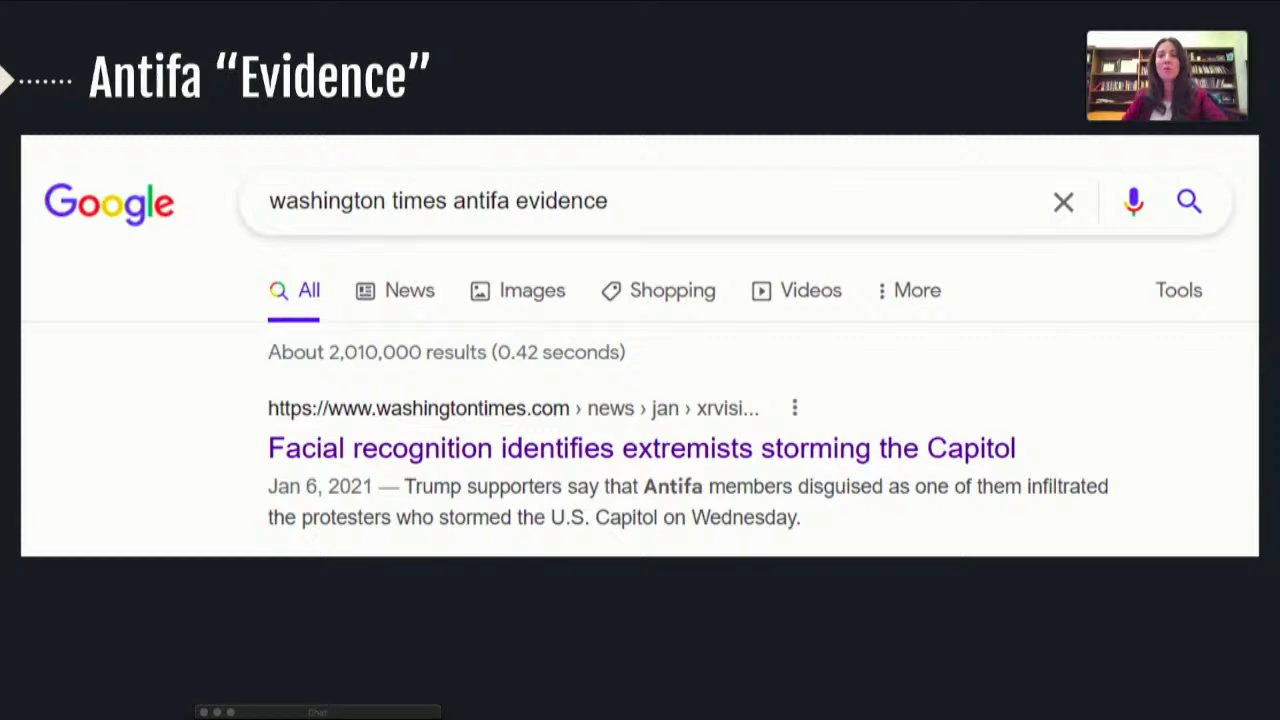 Antifa “Evidence”
Google
washington times antifa evidence
All
News
Images
Shopping
Videos
More
Tools
About 2,010,000 results (0.42 seconds)
https://www.washingtontimes.com › news › jan › xrvisi...
Facial recognition identifies extremists storming the Capitol
Jan 6, 2021 — Trump supporters say that Antifa members disguised as one of them infiltrated
the protesters who stormed the U.S. Capitol on Wednesday.
Chat